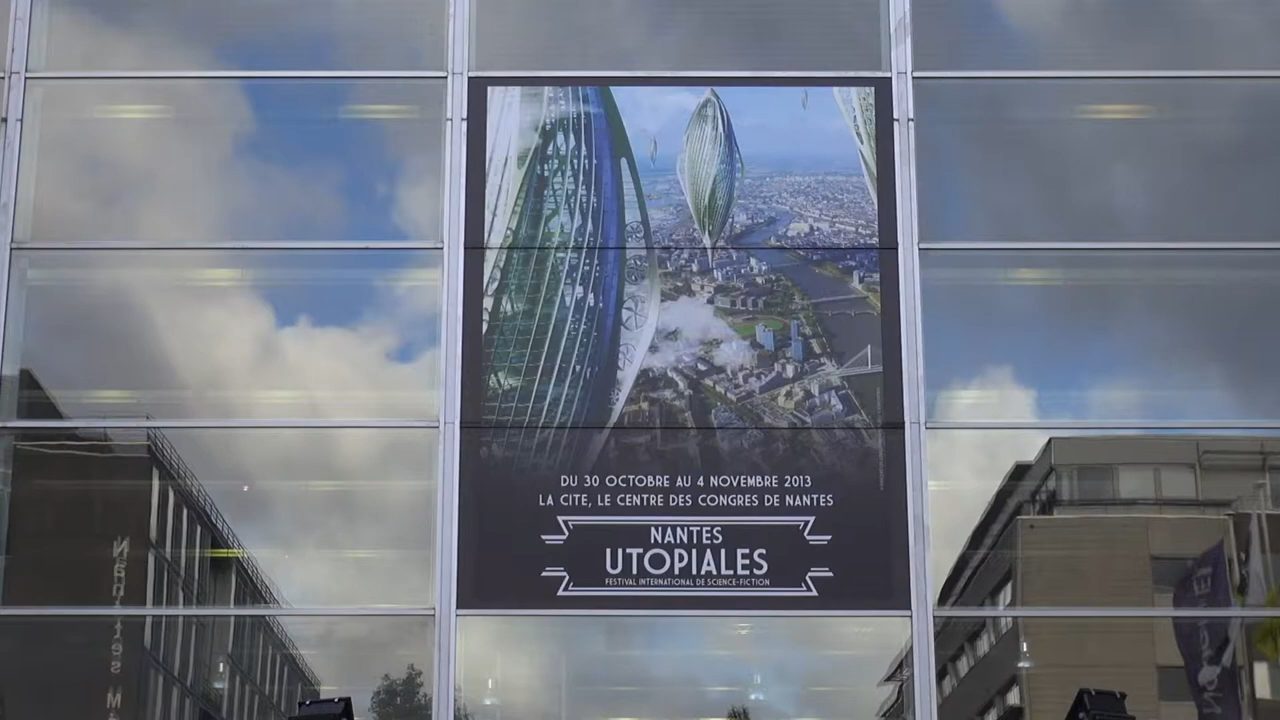 DU 30 OCTOBRE AU 4 NOVEMBRE 2013
LA CITE, LE CENTRE DES CONGRES DE NANTES
NANTES
UTOPIALES
FESTIVAL INTERNATIONAL DE SCIENCE-FICTION
Nantes M